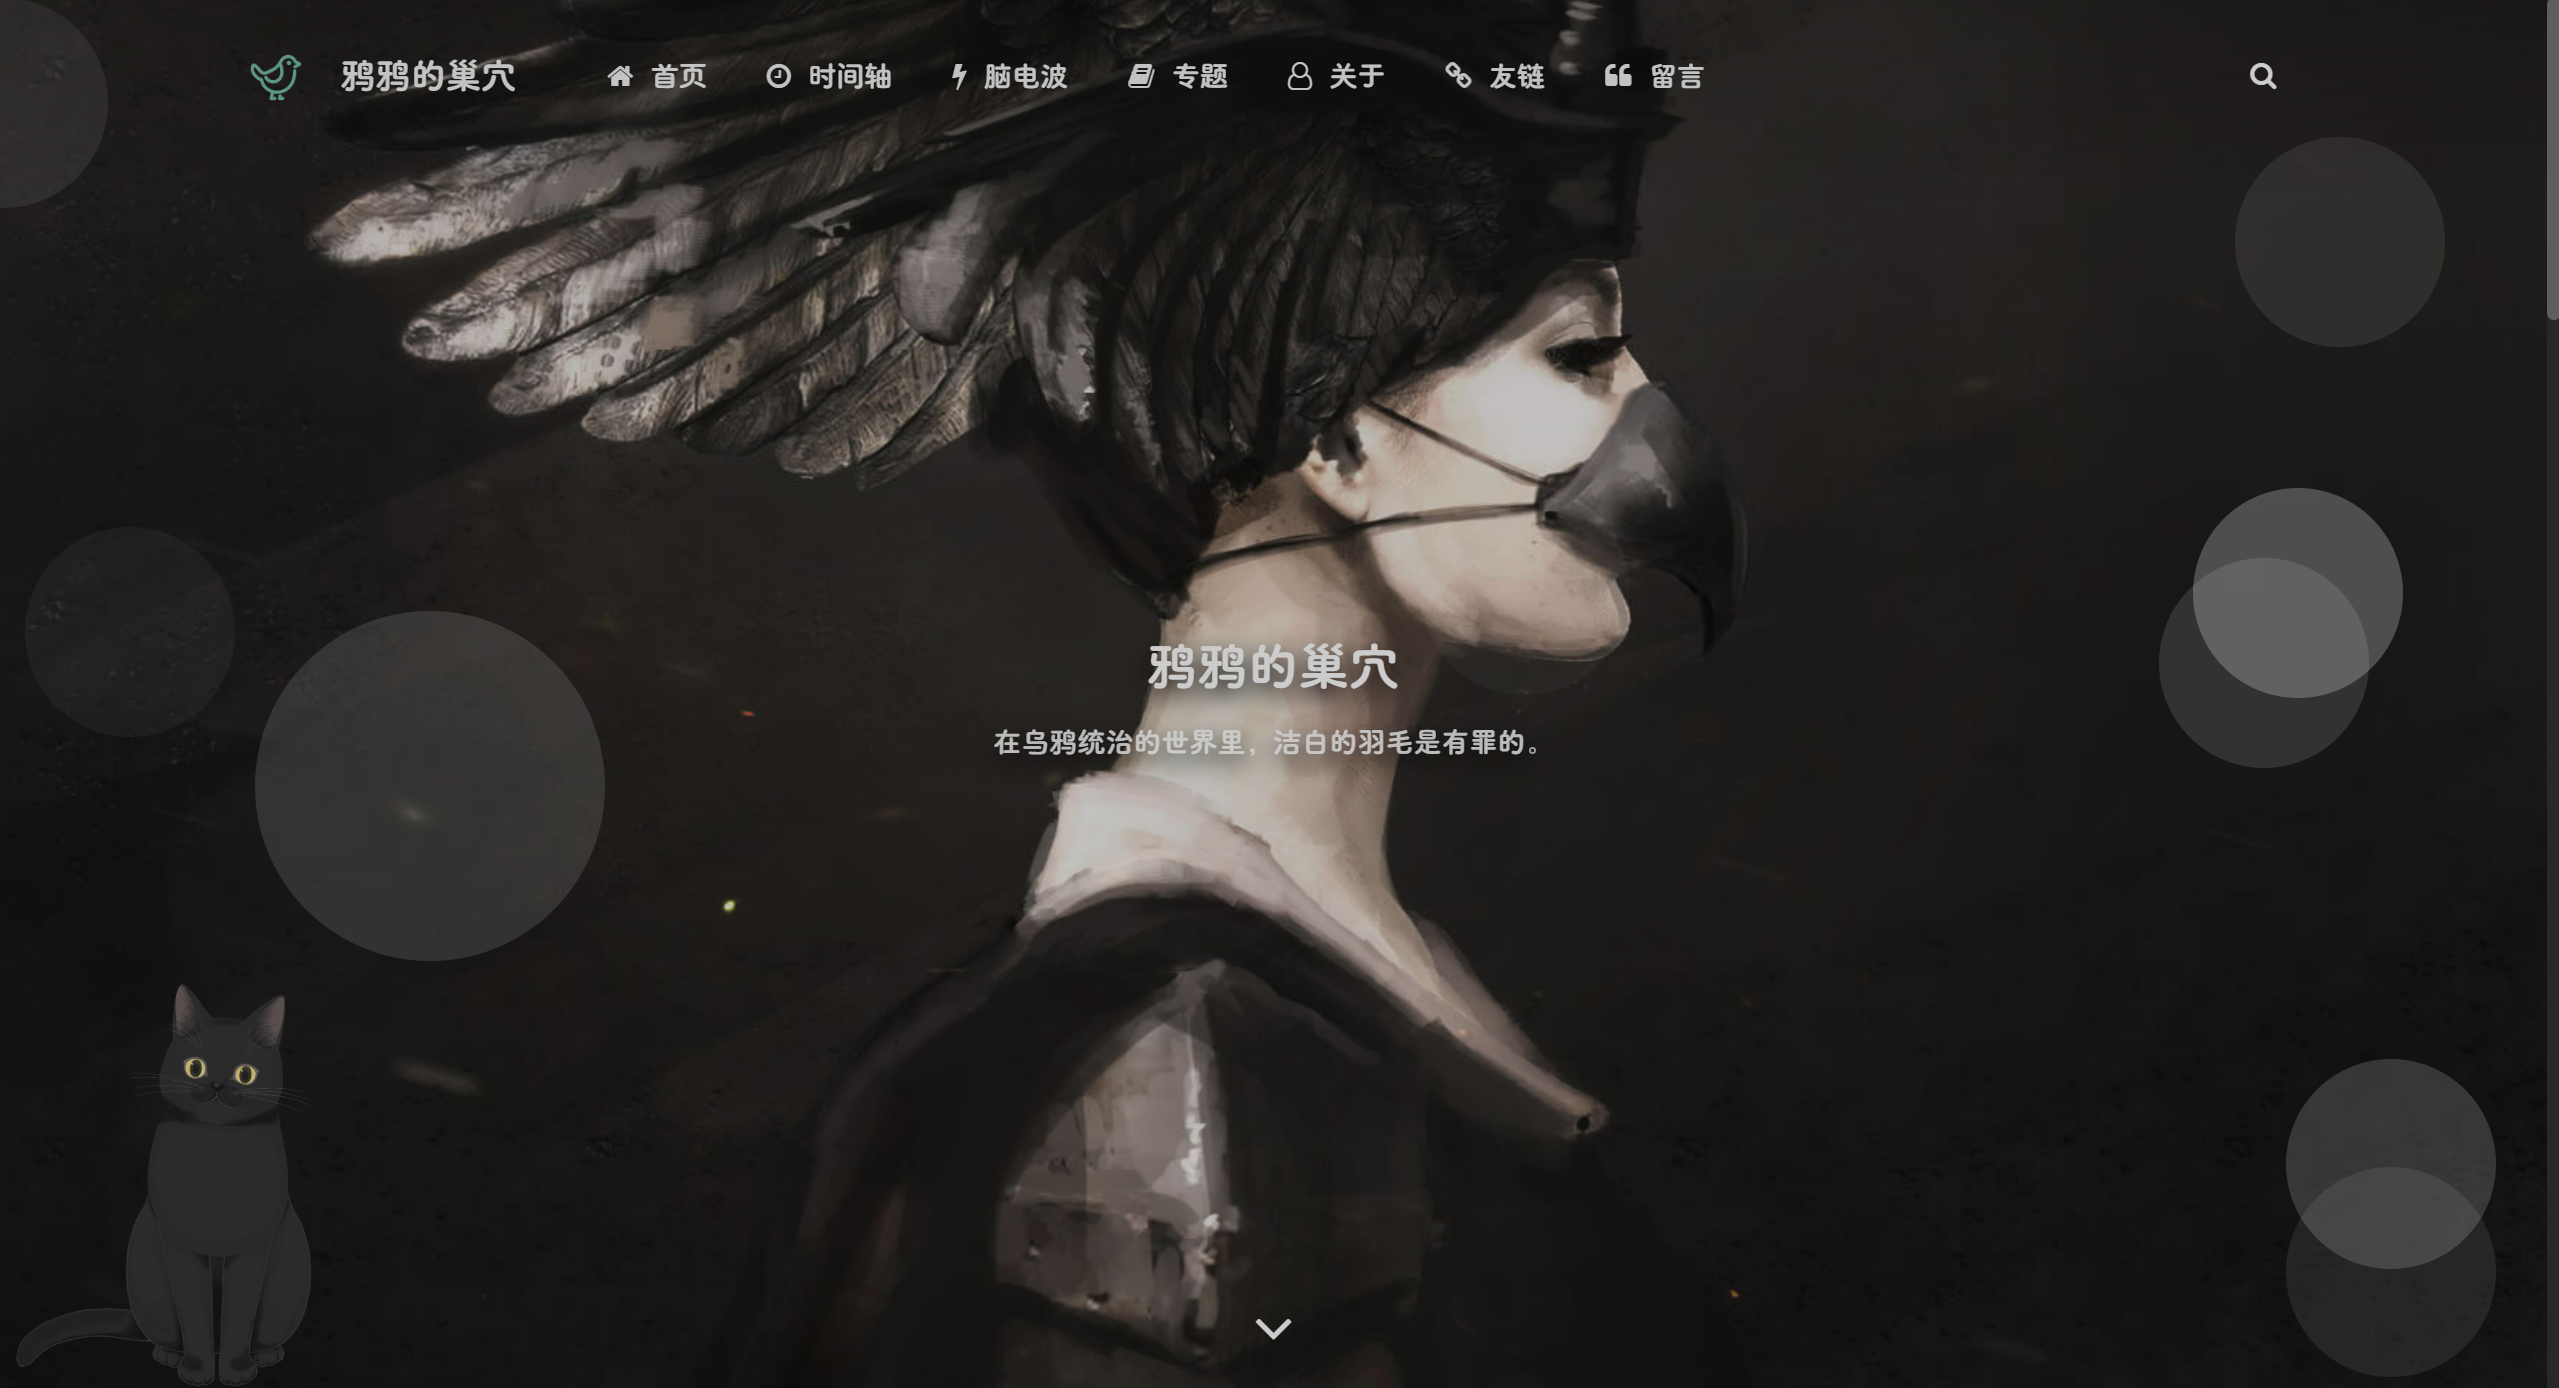 鸦鸦的巢穴 首页 时间轴 脑电波 专题 关于 友链 留言
鸦鸦的巢穴
在乌鸦统治的世界里，洁白的羽毛是有罪的。